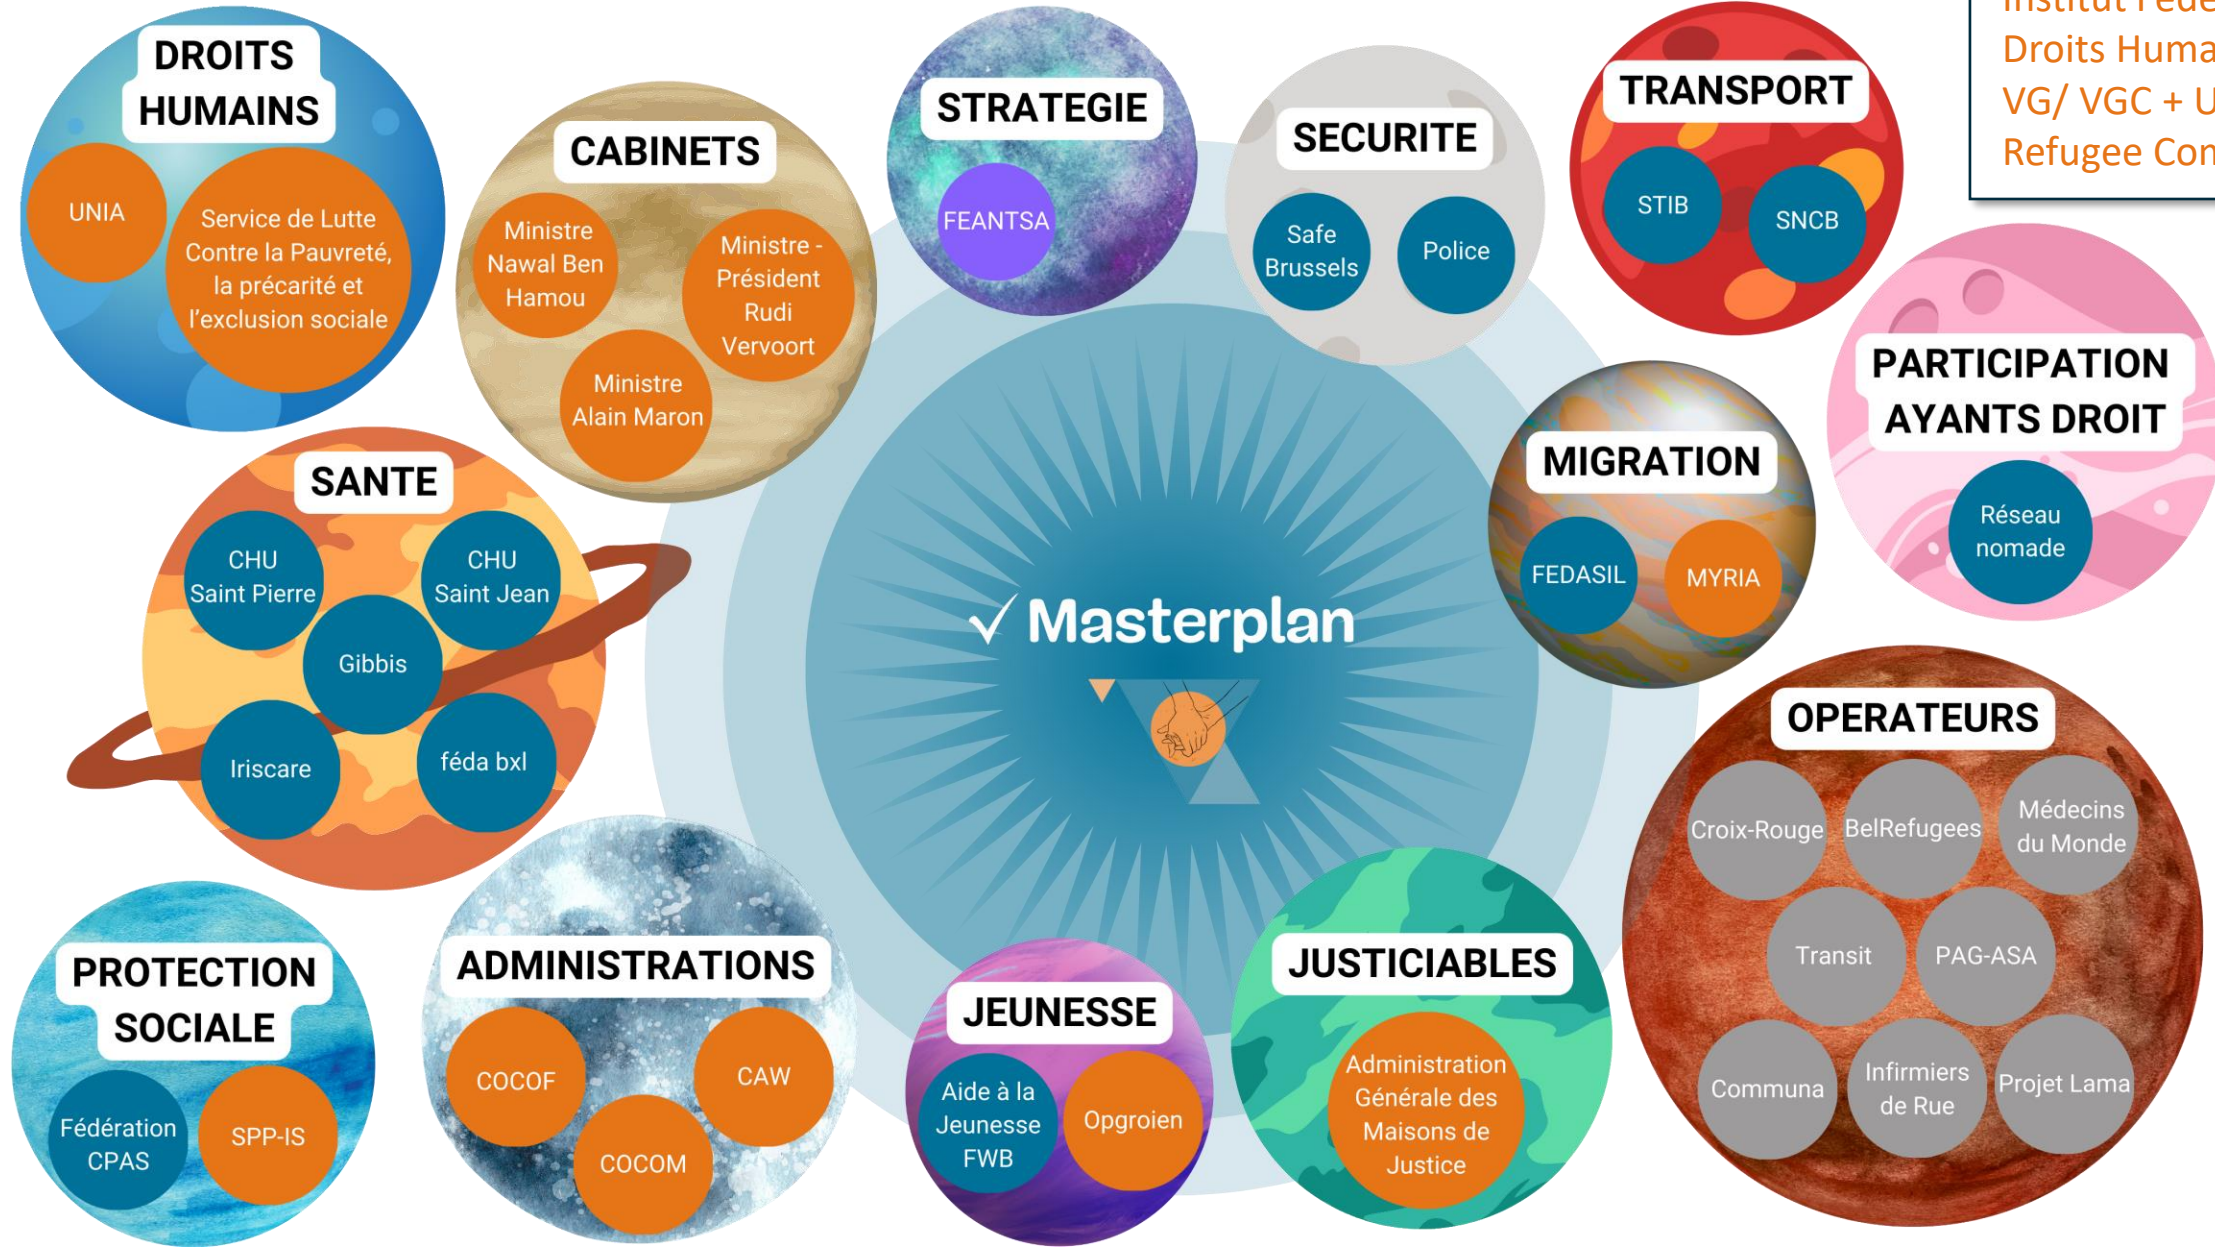 DROITS
HUMAINS
UNIA
Service de Lutte
Contre la Pauvreté,
la précarité et
l'exclusion sociale
CABINETS
Ministre
Nawal Ben
Hamou
Ministre -
Président
Rudi
Vervoort
Ministre
Alain Maron
STRATEGIE
FEANTSA
SECURITE
Safe
Brussels
Police
TRANSPORT
STIB
SNCB
Droits
VG/ VGC +
Refugee
PARTICIPATION
AYANTS DROIT
Réseau
nomade
MIGRATION
FEDASIL
MYRIA
SANTE
CHU
Saint Pierre
CHU
Saint Jean
Gibbis
Iriscare
féda bxl
✓ Masterplan
OPERATEURS
Croix-Rouge
BelRefugees
Médecins
du Monde
Transit
PAG-ASA
Communa
Infirmiers
de Rue
Projet Lama
PROTECTION
SOCIALE
Fédération
CPAS
SPP-IS
ADMINISTRATIONS
COCOF
CAW
COCOM
JEUNESSE
Aide à la
Jeunesse
FWB
Opgroien
JUSTICIABLES
Administration
Générale des
Maisons de
Justice